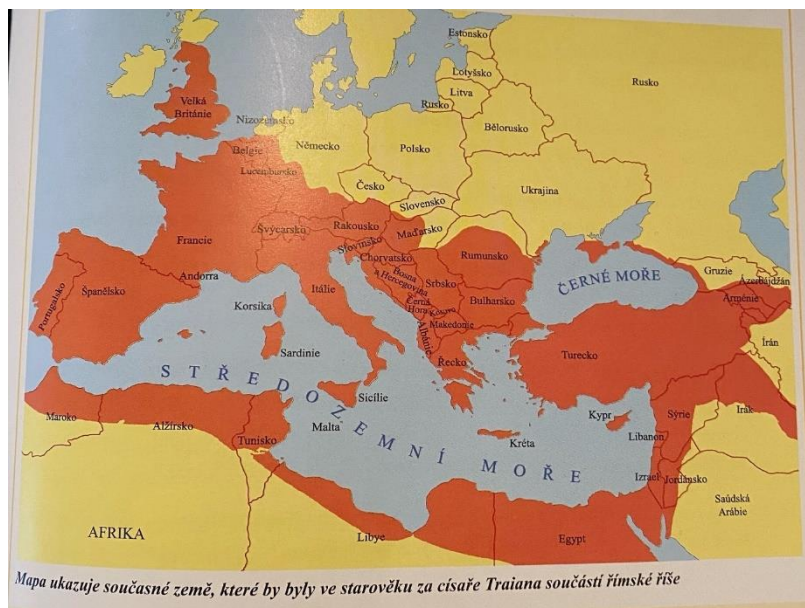 Estonsko
Lotyšsko
Litva
Rusko
Rusko
Bělorusko
Velká
Británie
Nizozemsko
Belgie
Lucembursko
Německo
Polsko
Česko
Slovensko
Ukrajina
Francie
Švýcarsko
Rakousko
Maďarsko
Slovinsko
Chorvatsko
Rumunsko
Bosna
a Hercegovina
Srbsko
Černá
Hora
Kosovo
Bulharsko
Makedonie
Albánie
Řecko
ČERNÉ MOŘE
Gruzie
Ázerbájdžán
Arménie
Írán
Andorra
Portugalsko
Španělsko
Korsika
Itálie
Sardinie
Sicílie
Malta
Kréta
Turecko
Kypr
Sýrie
Irák
Libanon
Izrael
Jordánsko
Saúdská
Arábie
STŘEDOZEMNÍ MOŘE
Maroko
Alžírsko
Tunisko
Libye
Egypt
AFRIKA
Mapa ukazuje současné země, které by byly ve starověku za císaře Traiana součástí římské říše